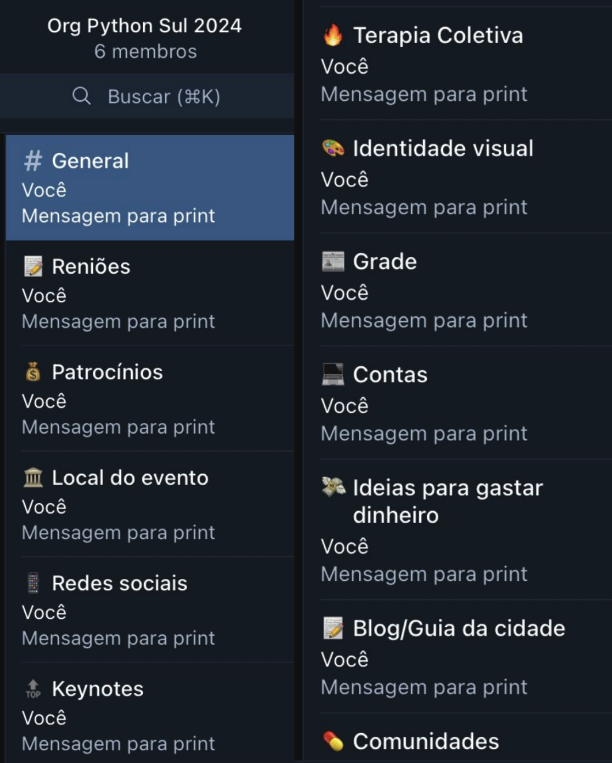 Org Python Sul 2024
6 membros
Buscar (⌘K)
# General
Você
Mensagem para print
Reniões
Você
Mensagem para print
Patrocínios
Você
Mensagem para print
Local do evento
Você
Mensagem para print
Redes sociais
Você
Mensagem para print
TOP Keynotes
Você
Mensagem para print
Terapia Coletiva
Você
Mensagem para print
Identidade visual
Você
Mensagem para print
Grade
Você
Mensagem para print
Contas
Você
Mensagem para print
Ideias para gastar
dinheiro
Você
Mensagem para print
Blog/Guia da cidade
Você
Mensagem para print
Comunidades